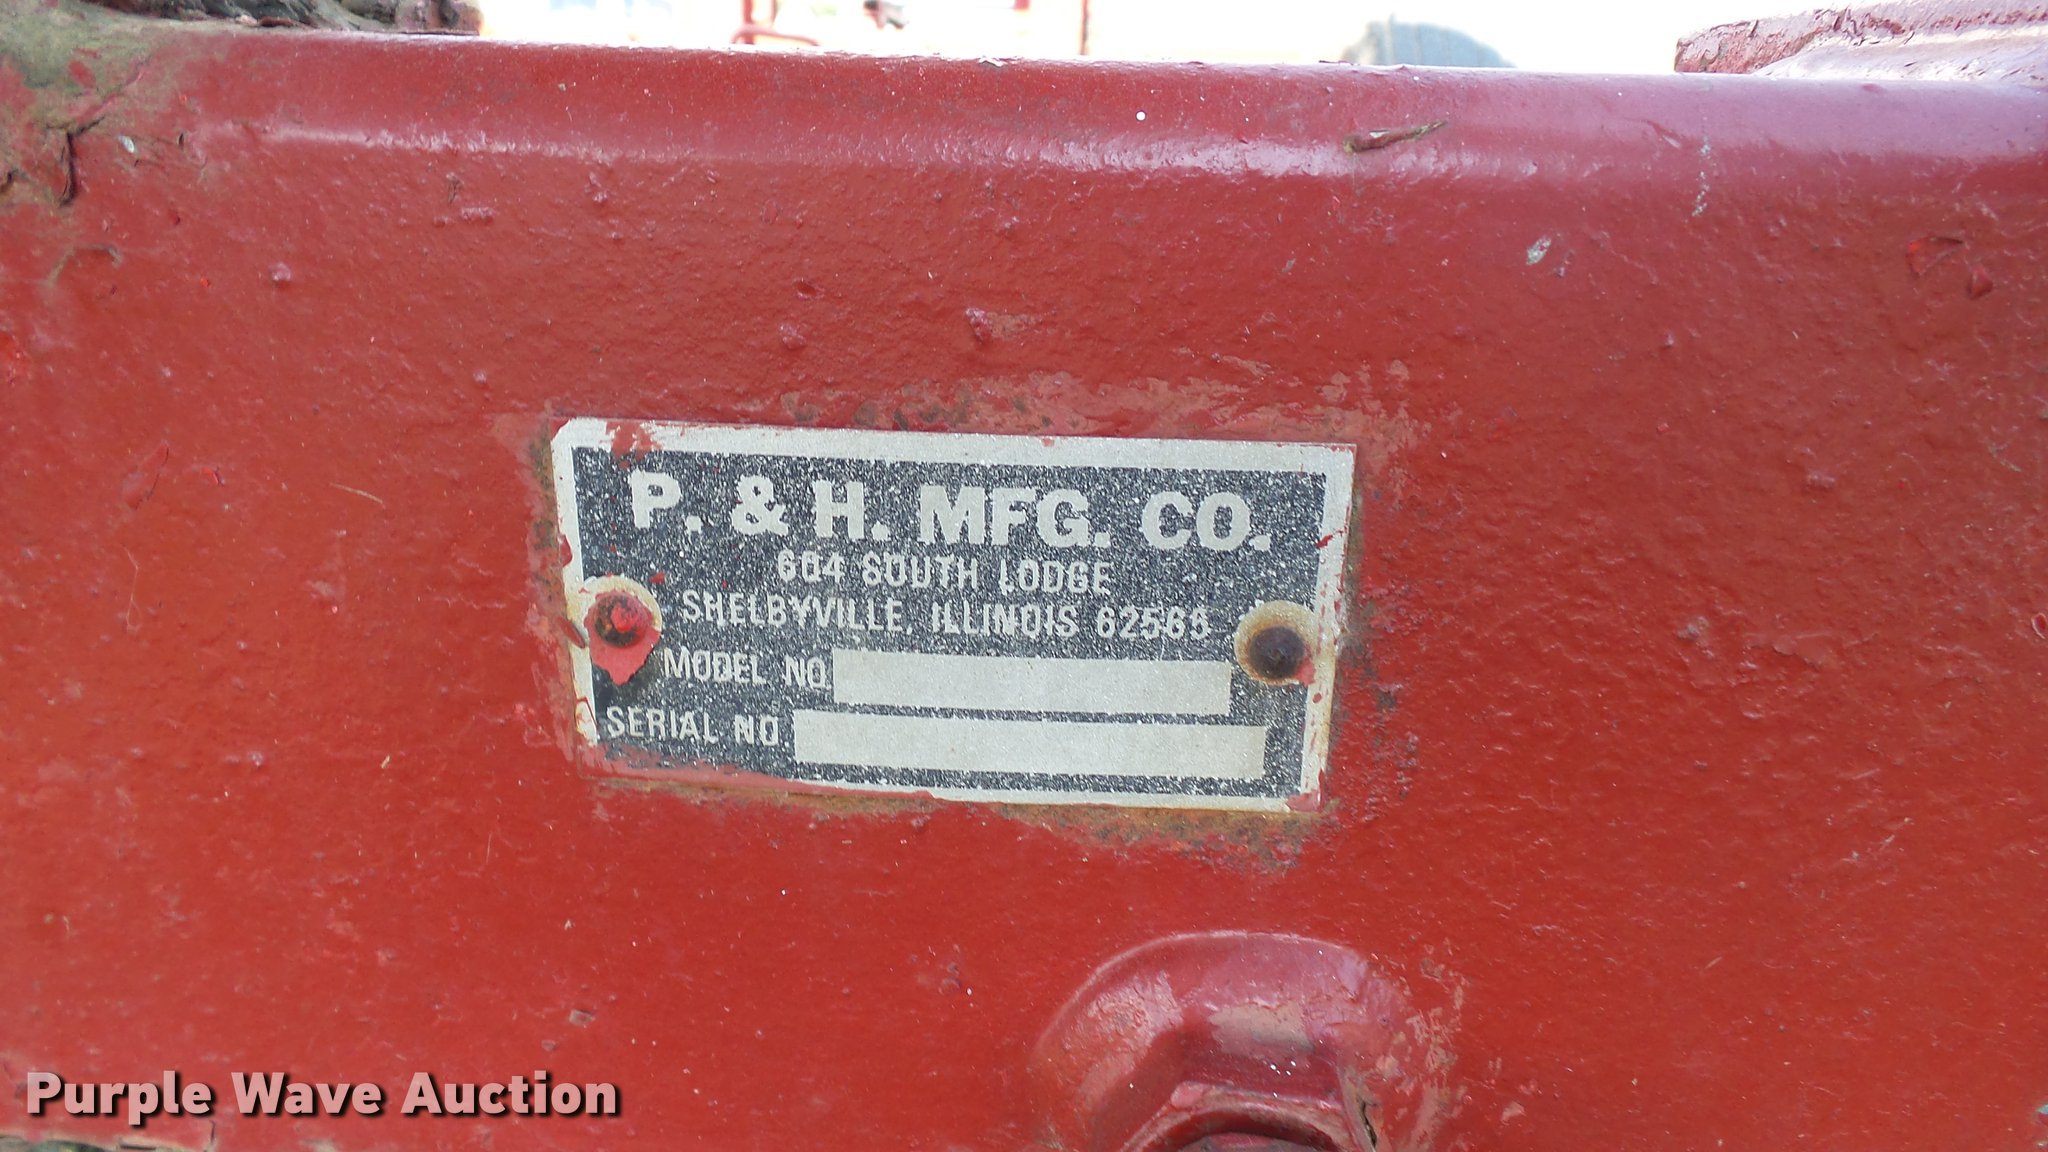 P. & H. MFG. CO.
604 SOUTH LODGE
SHELBYVILLE, ILLINOIS 62565
MODEL NO.
SERIAL NO.
Purple Wave Auction